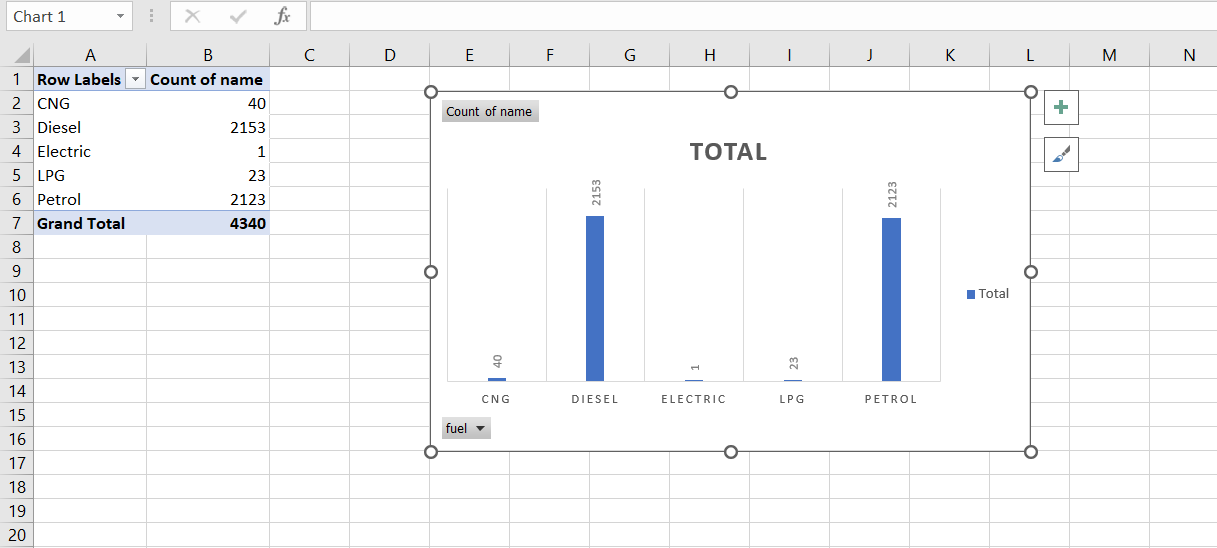 Chart 1
fx
A B C D E F G H I J K L M N
1 Row Labels Count of name
2 CNG 40
3 Diesel 2153
4 Electric 1
5 LPG 23
6 Petrol 2123
7 Grand Total 4340
8
9
10
11
12
13
14
15
16
17
18
19
20
Count of name
TOTAL
40 2153 1 23 2123
Total
CNG DIESEL ELECTRIC LPG PETROL
fuel